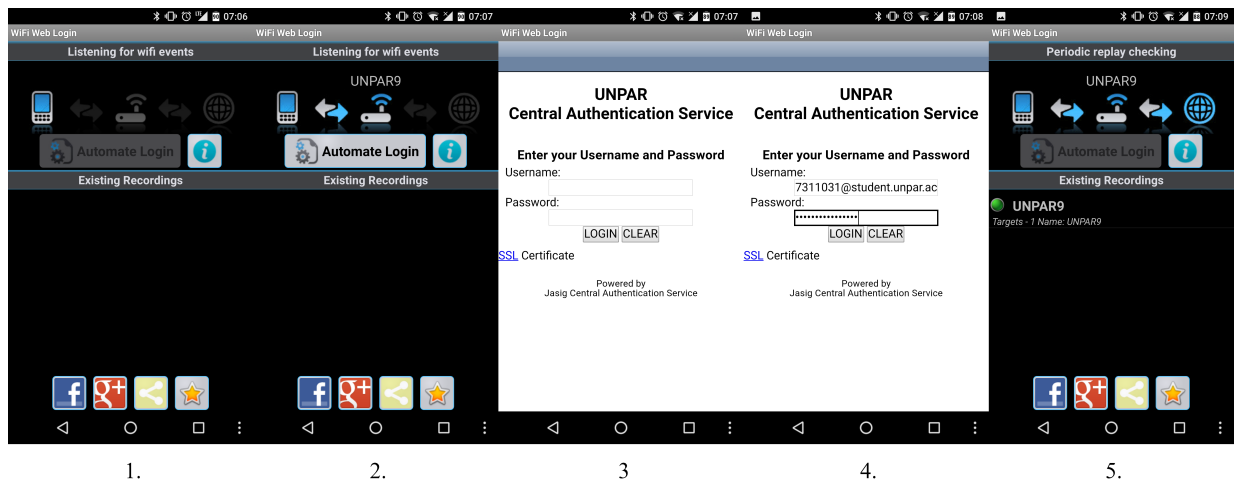 07:06
WiFi Web Login
Listening for wifi events
Automate Login
Existing Recordings
1.
07:07
WiFi Web Login
Listening for wifi events
UNPAR9
Automate Login
Existing Recordings
2.
07:07
WiFi Web Login
UNPAR
Central Authentication Service
Enter your Username and Password
Username:
Password:
LOGIN CLEAR
SSL Certificate
Powered by
Jasig Central Authentication Service
3
07:08
WiFi Web Login
UNPAR
Central Authentication Service
Enter your Username and Password
Username:
7311031@student.unpar.ac
Password:
••••••••••••••••
LOGIN CLEAR
SSL Certificate
Powered by
Jasig Central Authentication Service
4.
07:09
WiFi Web Login
Periodic replay checking
UNPAR9
Automate Login
Existing Recordings
UNPAR9
Targets - 1 Name: UNPAR9
5.